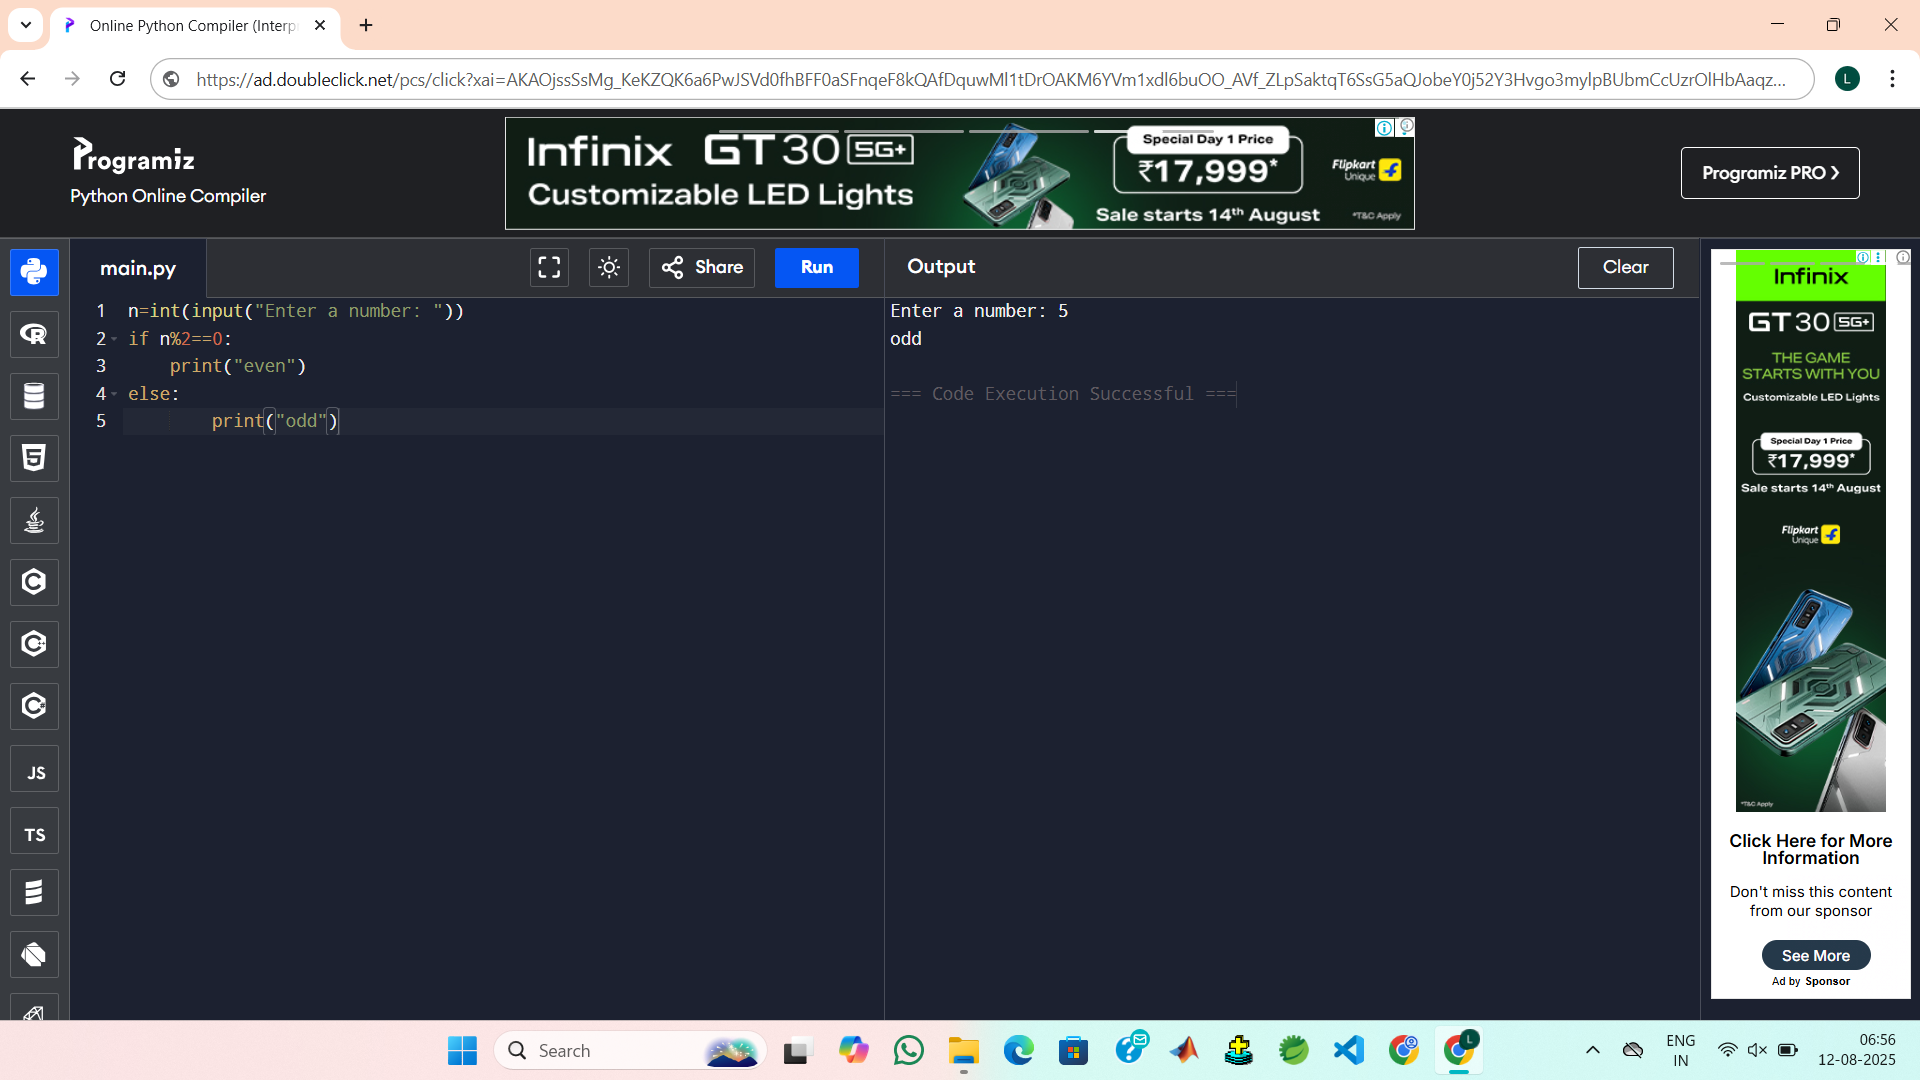 Online Python Compiler (Interp
https://ad.doubleclick.net/pcs/click?xai=AKAOjssSsMg_KeKZQK6a6PwJSVd0fhBFF0aSFnqeF8kQAfDquwMl1tDrOAKM6YVm1xdl6buOO_AVf_ZLpSaktqT6SsG5aQJobeY0j52Y3Hvgo3mylpBUbmCcUzrOlHbAaqz...
L
Programiz
Python Online Compiler
Infinix GT30 5G+
Customizable LED Lights
Special Day 1 Price
₹17,999*
Sale starts 14th August
Flipkart
Unique
*T&C Apply
Programiz PRO
main.py
Share
Run
Output
Clear
1 n=int(input("Enter a number: "))
2 if n%2==0:
3     print("even")
4 else:
5         print("odd")
Enter a number: 5
odd
=== Code Execution Successful ===
JS
TS
Infinix
GT30 5G+
THE GAME
STARTS WITH YOU
Customizable LED Lights
Special Day 1 Price
₹17,999*
Sale starts 14th August
Flipkart
Unique
*T&C Apply
Click Here for More
Information
Don't miss this content
from our sponsor
See More
Ad by Sponsor
Search
L
ENG
IN
06:56
12-08-2025